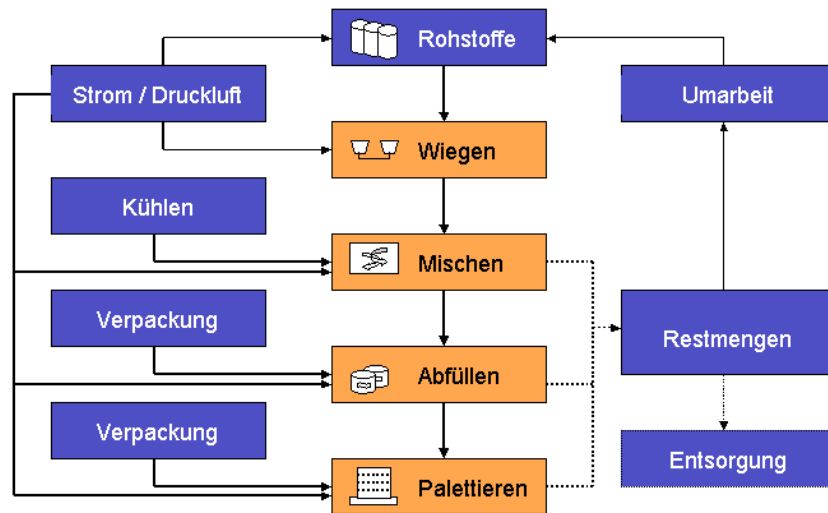 Rohstoffe
Strom / Druckluft
Umarbeit
Wiegen
Kühlen
Mischen
Verpackung
Restmengen
Abfüllen
Verpackung
Entsorgung
Palettieren